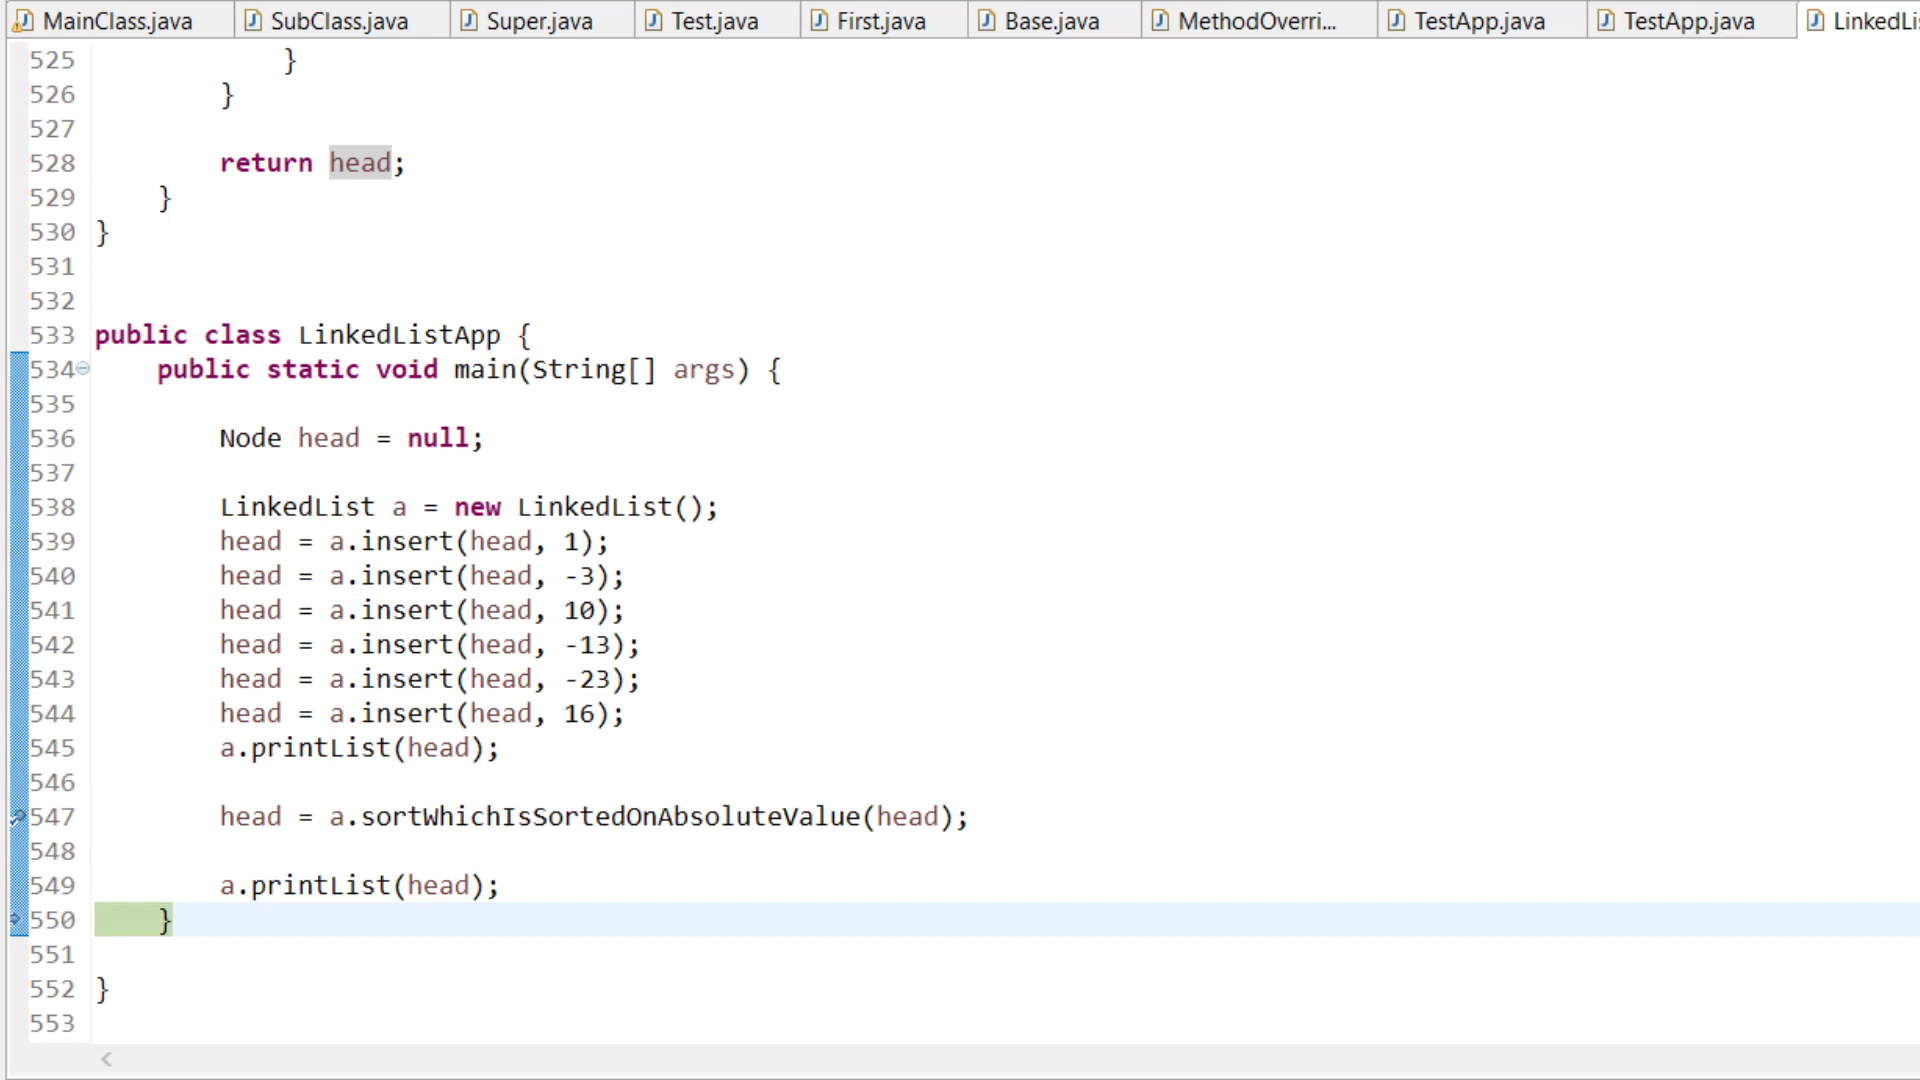 MainClass.java SubClass.java Super.java Test.java First.java Base.java MethodOverri... TestApp.java TestApp.java LinkedLis
525 }
526 }
527
528 return head;
529 }
530 }
531
532
533 public class LinkedListApp {
534 public static void main(String[] args) {
535
536 Node head = null;
537
538 LinkedList a = new LinkedList();
539 head = a.insert(head, 1);
540 head = a.insert(head, -3);
541 head = a.insert(head, 10);
542 head = a.insert(head, -13);
543 head = a.insert(head, -23);
544 head = a.insert(head, 16);
545 a.printList(head);
546
547 head = a.sortWhichIsSortedOnAbsoluteValue(head);
548
549 a.printList(head);
550 }
551
552 }
553